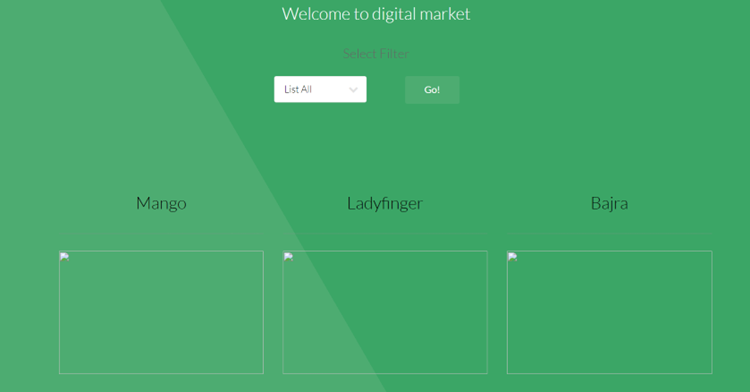 Welcome to digital market
Select Filter
List All
Go!
Mango
Ladyfinger
Bajra